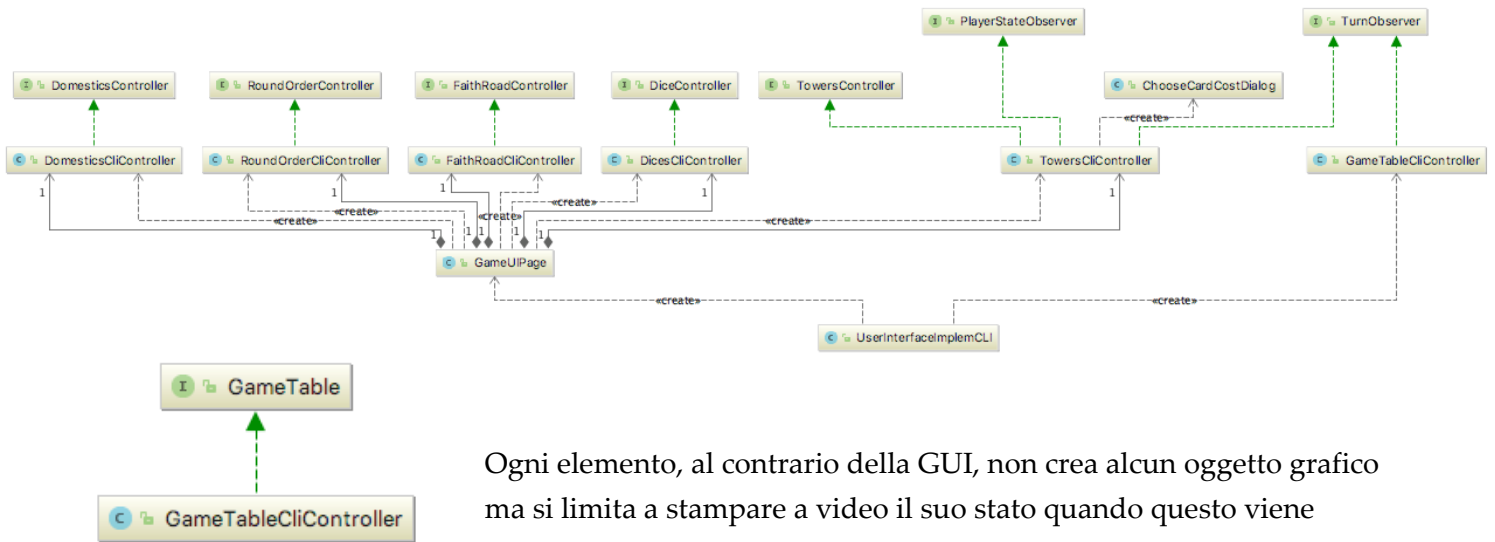 PlayerStateObserver
TurnObserver
DomesticsController
RoundOrderController
FaithRoadController
DiceController
TowersController
ChooseCardCostDialog
«create»
DomesticsCliController
RoundOrderCliController
FaithRoadCliController
DicesCliController
TowersCliController
GameTableCliController
1
1
1
1
1
«create»
«create»
«create»
«create»
«create»
1
1
1
1
1
GameUIPage
«create»
«create»
UserInterfaceImplemCLI
GameTable
GameTableCliController
Ogni elemento, al contrario della GUI, non crea alcun oggetto grafico
ma si limita a stampare a video il suo stato quando questo viene